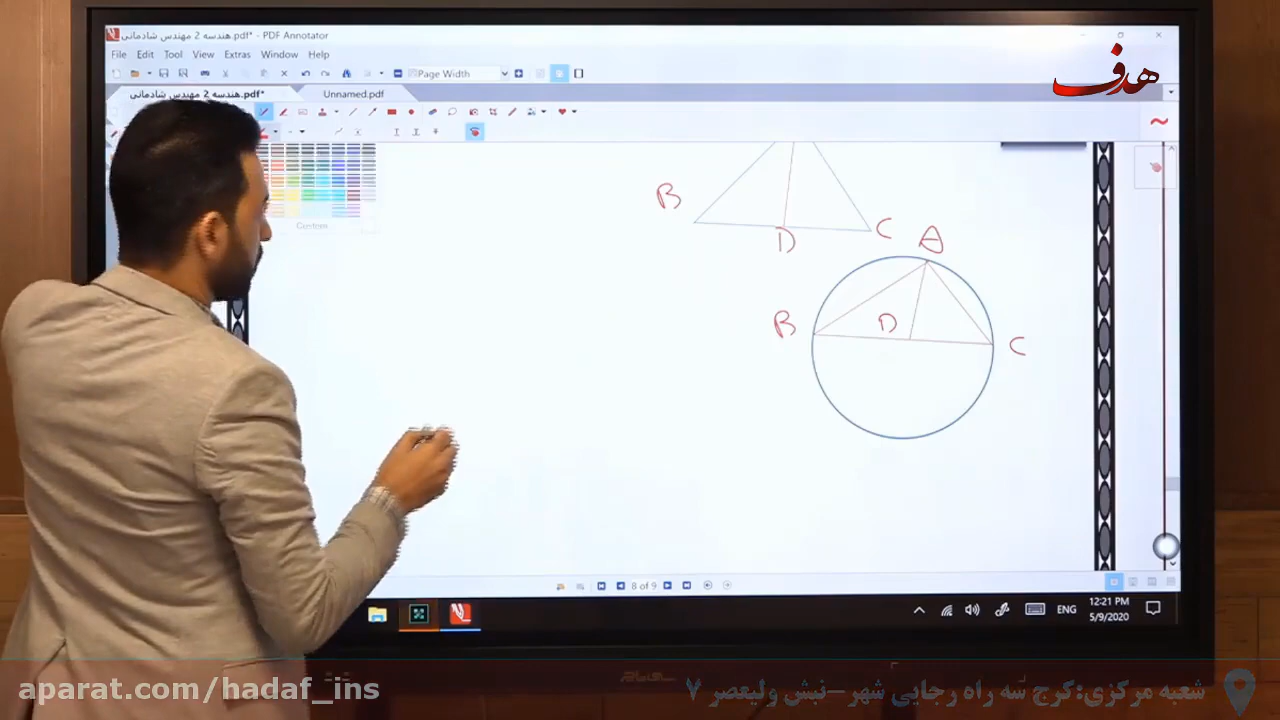 هندسه 2 مهندس شادمانی.pdf* - PDF Annotator
File Edit Tool View Extras Window Help
Page Width
هدف
هندسه 2 مهندس شادمانی.pdf*
Unnamed.pdf
Custom
B
D
C
A
B
D
C
8 of 9
ENG
12:21 PM
5/9/2020
aparat.com/hadaf_ins
شعبه مرکزی:کرج سه راه رجایی شهر-نبش ولیعصر ۷